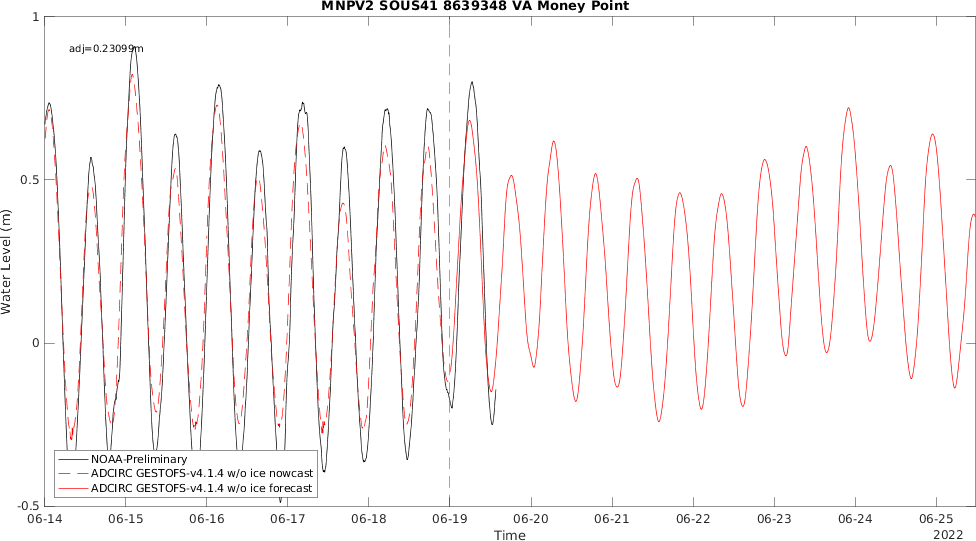 MNPV2 SOUS41 8639348 VA Money Point
adj=0.23099m
Water Level (m)
1
0.5
0
-0.5
NOAA-Preliminary
ADCIRC GESTOFS-v4.1.4 w/o ice nowcast
ADCIRC GESTOFS-v4.1.4 w/o ice forecast
06-14 06-15 06-16 06-17 06-18 06-19 06-20 06-21 06-22 06-23 06-24 06-25
Time
2022